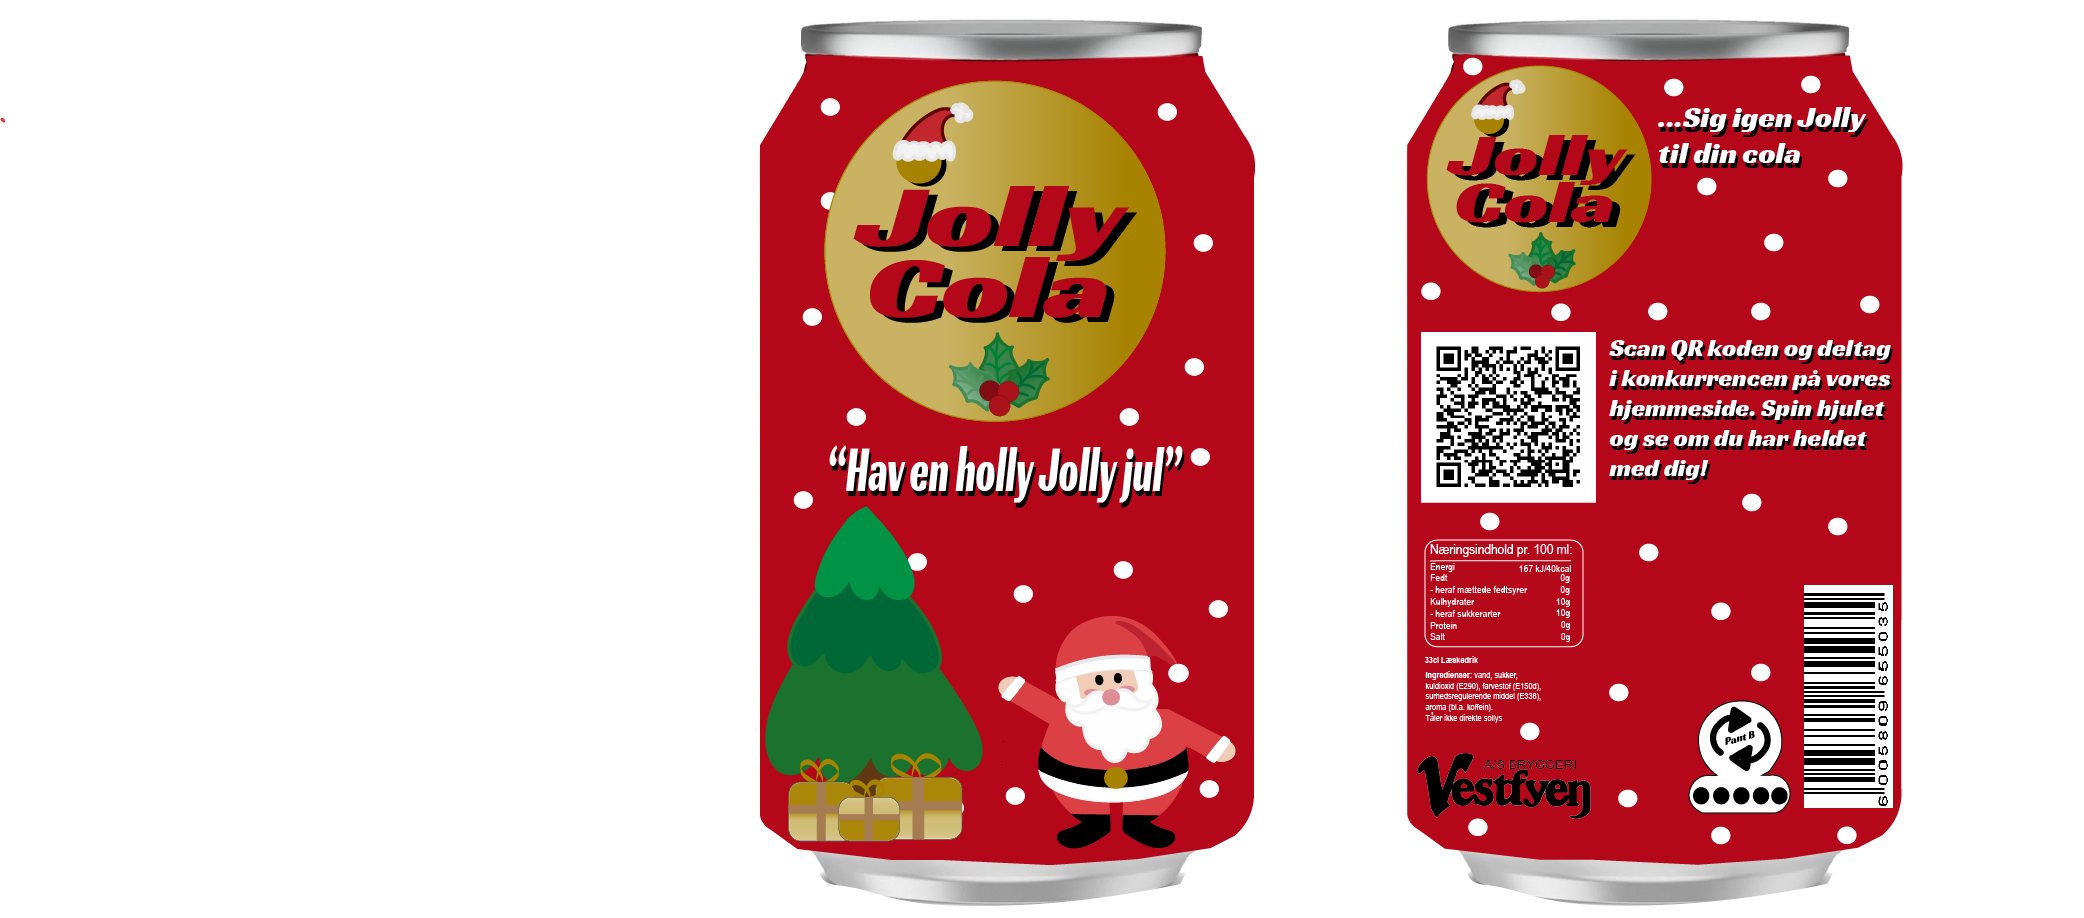 Jolly
Cola
“Hav en holly Jolly jul”
Jolly
Cola
...Sig igen Jolly
til din cola
Scan QR koden og deltag
i konkurrencen på vores
hjemmeside. Spin hjulet
og se om du har heldet
med dig!
Næringsindhold pr. 100 ml:
Energi 167 kJ/40kcal
Fedt 0g
- heraf mættede fedtsyrer 0g
Kulhydrater 10g
- heraf sukkerarter 10g
Protein 0g
Salt 0g
33cl Læskedrik
Ingredienser: vand, sukker,
kuldioxid (E290), farvestof (E150d),
surhedsregulerende middel (E338),
aroma (bl.a. koffein).
Tåler ikke direkte sollys
A/S BRYGGERI
Vestfyen
Pant B
6 005809 655035